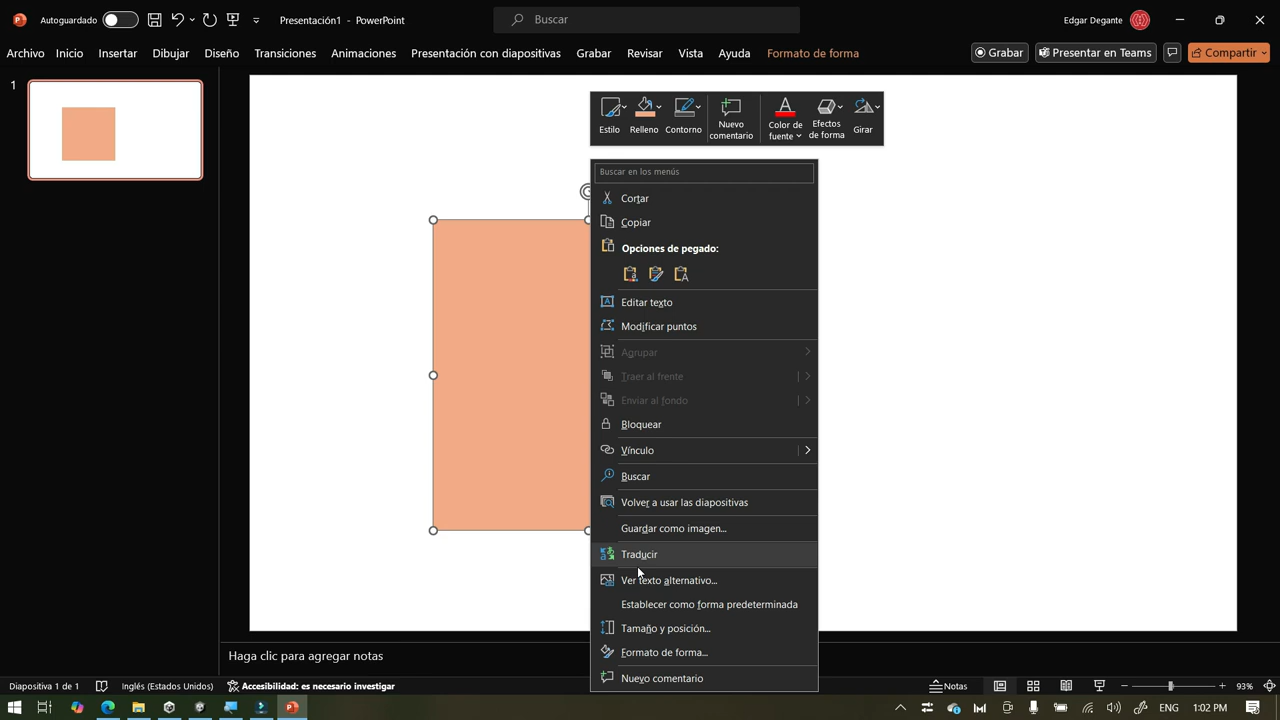 Autoguardado
Presentación1 - PowerPoint
Buscar
Edgar Degante
Archivo Inicio Insertar Dibujar Diseño Transiciones Animaciones Presentación con diapositivas Grabar Revisar Vista Ayuda Formato de forma
Grabar Presentar en Teams Compartir
1
Estilo Relleno Contorno Nuevo comentario Color de fuente Efectos de forma Girar
Buscar en los menús
Cortar
Copiar
Opciones de pegado:
Editar texto
Modificar puntos
Agrupar
Traer al frente
Enviar al fondo
Bloquear
Vínculo
Buscar
Volver a usar las diapositivas
Guardar como imagen...
Traducir
Ver texto alternativo...
Establecer como forma predeterminada
Tamaño y posición...
Formato de forma...
Nuevo comentario
Haga clic para agregar notas
Diapositiva 1 de 1 Inglés (Estados Unidos) Accesibilidad: es necesario investigar
Notas 93%
ENG 1:02 PM